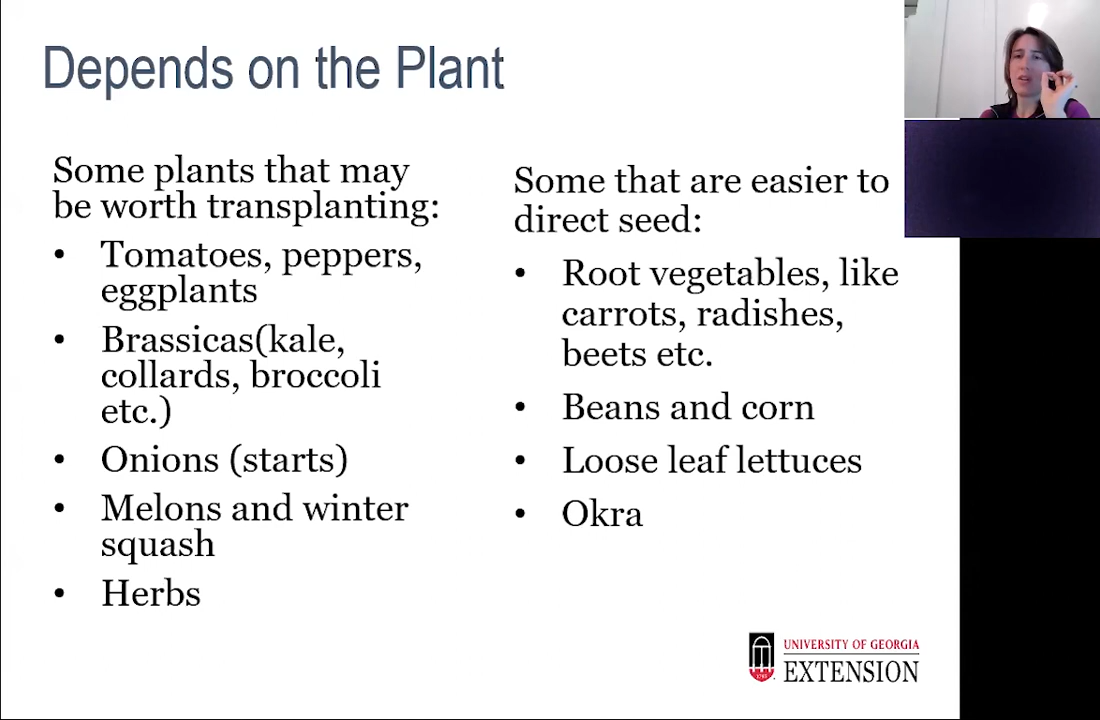 Depends on the Plant
Some plants that may
be worth transplanting:
• Tomatoes, peppers,
eggplants
• Brassicas(kale,
collards, broccoli
etc.)
• Onions (starts)
• Melons and winter
squash
• Herbs
Some that are easier to
direct seed:
• Root vegetables, like
carrots, radishes,
beets etc.
• Beans and corn
• Loose leaf lettuces
• Okra
UNIVERSITY OF GEORGIA
EXTENSION